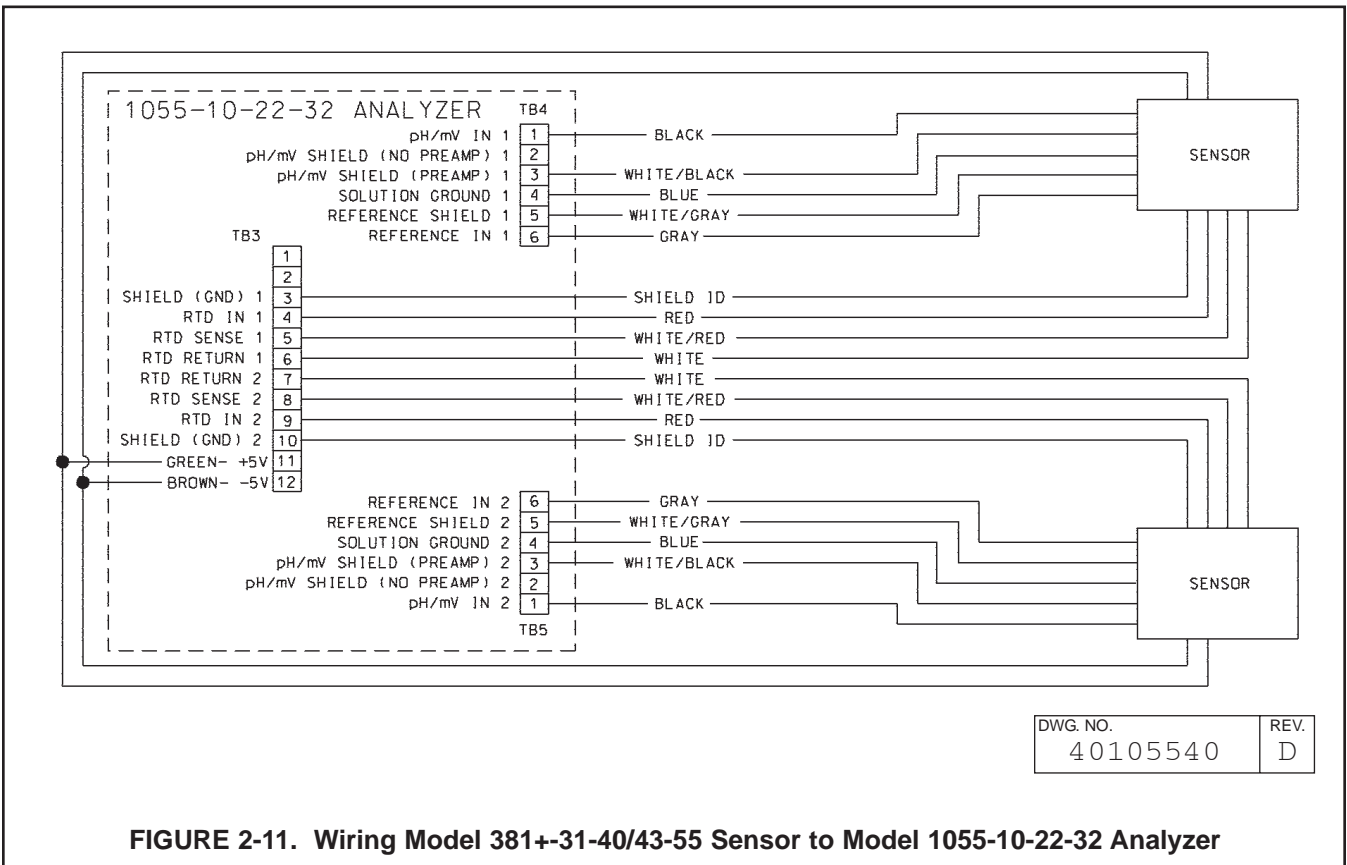 1055-10-22-32 ANALYZER TB4
pH/mV IN 1 1 BLACK
pH/mV SHIELD (NO PREAMP) 1 2
pH/mV SHIELD (PREAMP) 1 3 WHITE/BLACK
SOLUTION GROUND 1 4 BLUE
REFERENCE SHIELD 1 5 WHITE/GRAY
REFERENCE IN 1 6 GRAY
SENSOR
TB3
1
2
SHIELD (GND) 1 3 SHIELD ID
RTD IN 1 4 RED
RTD SENSE 1 5 WHITE/RED
RTD RETURN 1 6 WHITE
RTD RETURN 2 7 WHITE
RTD SENSE 2 8 WHITE/RED
RTD IN 2 9 RED
SHIELD (GND) 2 10 SHIELD ID
GREEN- +5V 11
BROWN- -5V 12
REFERENCE IN 2 6 GRAY
REFERENCE SHIELD 2 5 WHITE/GRAY
SOLUTION GROUND 2 4 BLUE
pH/mV SHIELD (PREAMP) 2 3 WHITE/BLACK
pH/mV SHIELD (NO PREAMP) 2 2
pH/mV IN 2 1 BLACK
TB5
SENSOR
DWG. NO. REV.
40105540 D
FIGURE 2-11. Wiring Model 381+-31-40/43-55 Sensor to Model 1055-10-22-32 Analyzer